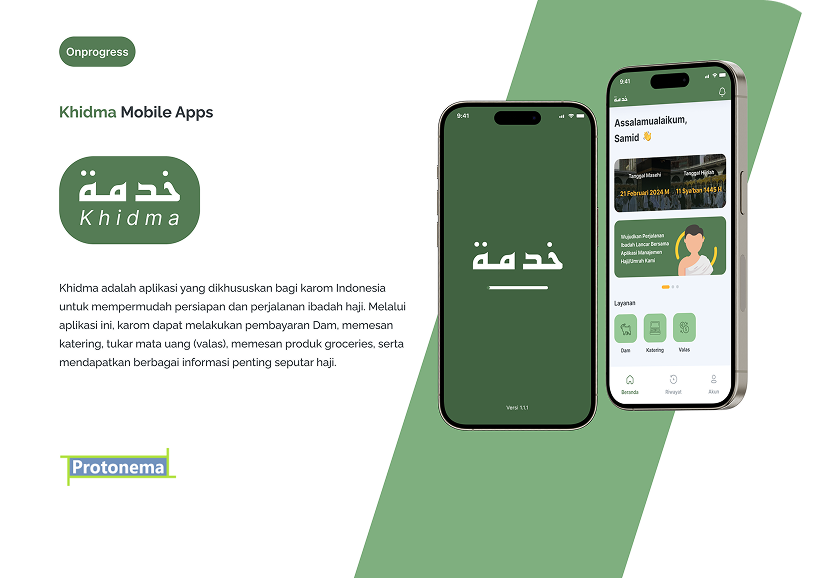 Onprogress
Khidma Mobile Apps
خدمة
Khidma
Khidma adalah aplikasi yang dikhususkan bagi karom Indonesia
untuk mempermudah persiapan dan perjalanan ibadah haji. Melalui
aplikasi ini, karom dapat melakukan pembayaran Dam, memesan
katering, tukar mata uang (valas), memesan produk groceries, serta
mendapatkan berbagai informasi penting seputar haji.
Protonema
9:41
خدمة
Versi 1.1.1
9:41
خدمة
Assalamualaikum,
Samid 👋
Tanggal Masehi
Tanggal Hijriah
21 Februari 2024 M
11 Sya'ban 1445 H
Wujudkan Perjalanan
Ibadah Lancar Bersama
Aplikasi Manajemen
Haji/Umrah Kami
Layanan
Dam
Katering
Valas
Beranda
Riwayat
Akun